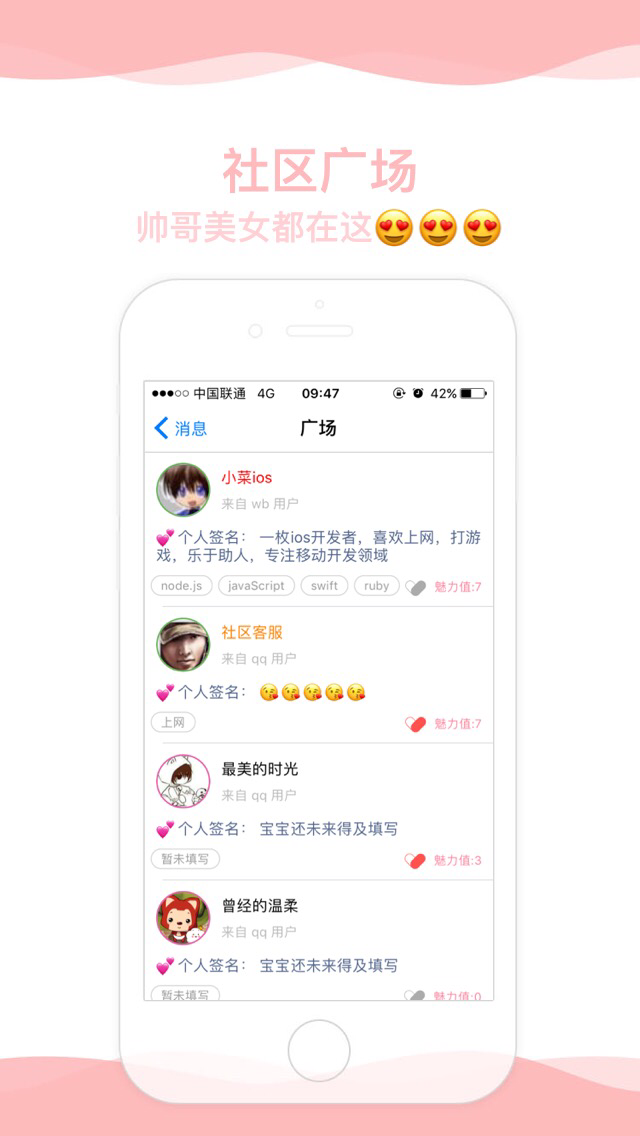 社区广场
帅哥美女都在这😍😍😍
中国联通 4G 09:47 42%
消息 广场
小菜ios
来自 wb 用户
💕个人签名： 一枚ios开发者，喜欢上网，打游
戏，乐于助人，专注移动开发领域
node.js javaScript swift ruby 魅力值:7
社区客服
来自 qq 用户
💕个人签名： 😘😘😘😘😘
上网 魅力值:7
最美的时光
来自 qq 用户
💕个人签名： 宝宝还未来得及填写
暂未填写 魅力值:3
曾经的温柔
来自 qq 用户
💕个人签名： 宝宝还未来得及填写
暂未填写 魅力值:0